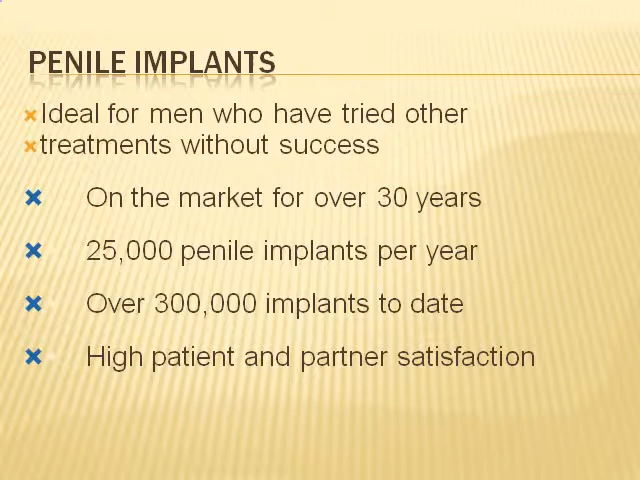 PENILE IMPLANTS
Ideal for men who have tried other
treatments without success
On the market for over 30 years
25,000 penile implants per year
Over 300,000 implants to date
High patient and partner satisfaction